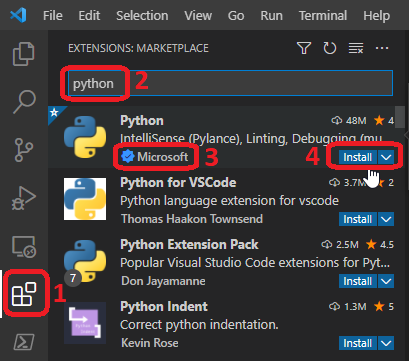 File Edit Selection View Go Run Terminal Help
EXTENSIONS: MARKETPLACE
python
2
Python 48M 4
IntelliSense (Pylance), Linting, Debugging (mu
Microsoft 3 4 Install
Python for VSCode 3.7M 2
Python language extension for vscode
Thomas Haakon Townsend Install
Python Extension Pack 2.5M 4.5
Popular Visual Studio Code extensions for Pyt...
7
Don Jayamanne Install
1
Python Indent 1.3M 5
Correct python indentation.
Kevin Rose Install